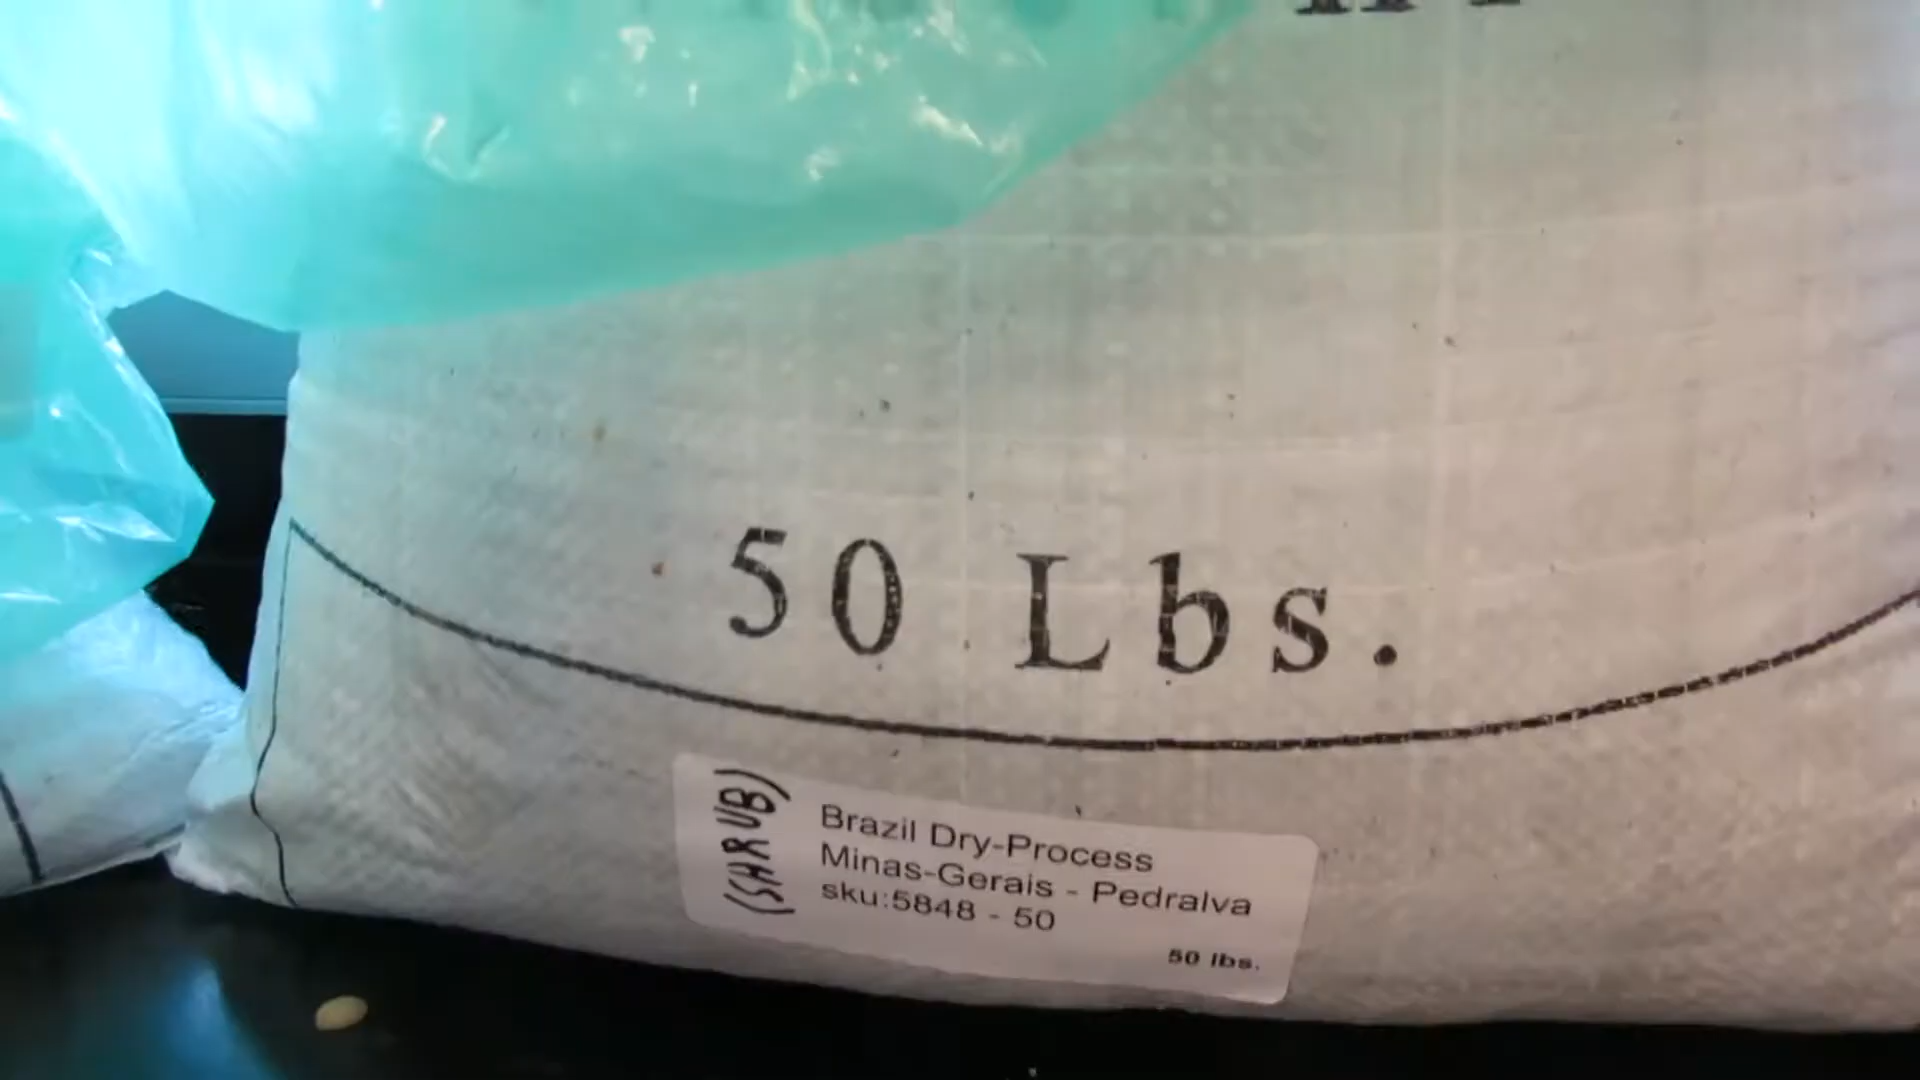 50 Lbs.
(SHRUB)
Brazil Dry-Process
Minas-Gerais - Pedralva
sku:5848 - 50
50 lbs.